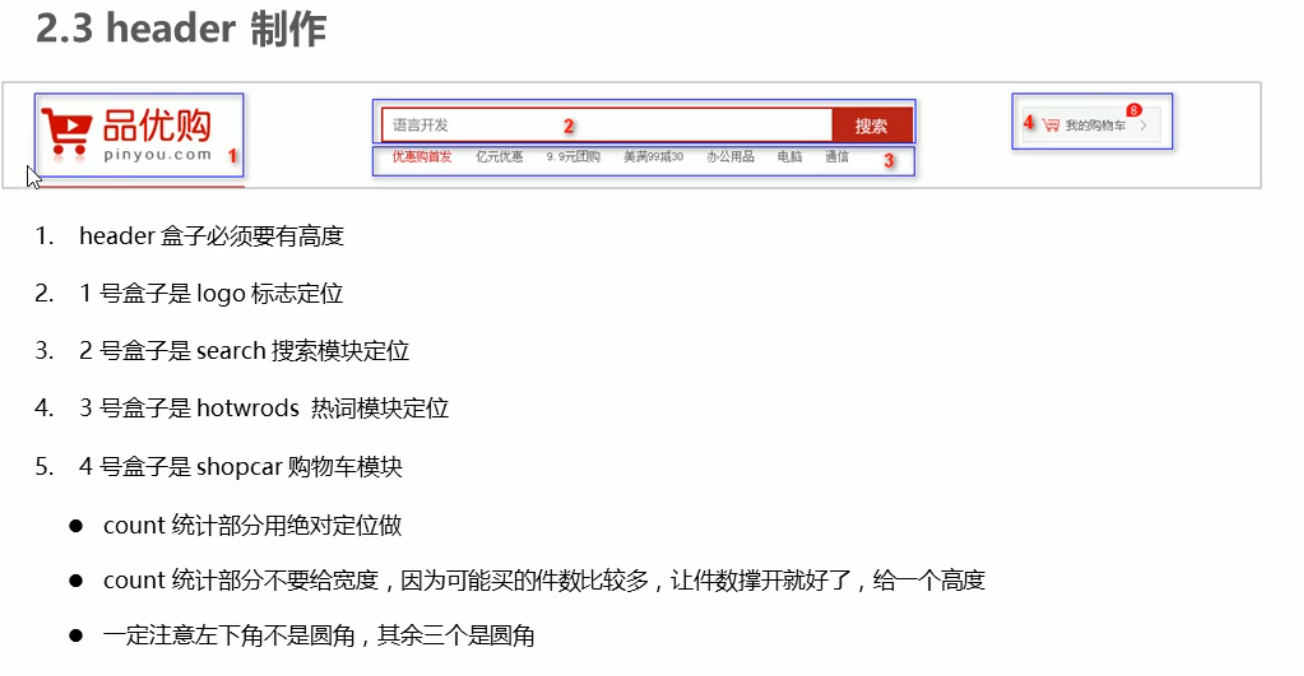 2.3 header 制作
品优购
pinyou.com
1
语言开发
2
搜索
优惠购首发 亿元优惠 9.9元团购 美满99减30 办公用品 电脑 通信
3
4
我的购物车
8
1. header 盒子必须要有高度
2. 1 号盒子是 logo 标志定位
3. 2 号盒子是 search 搜索模块定位
4. 3 号盒子是 hotwrods 热词模块定位
5. 4 号盒子是 shopcar 购物车模块
● count 统计部分用绝对定位做
● count 统计部分不要给宽度，因为可能买的件数比较多，让件数撑开就好了，给一个高度
● 一定注意左下角不是圆角，其余三个是圆角